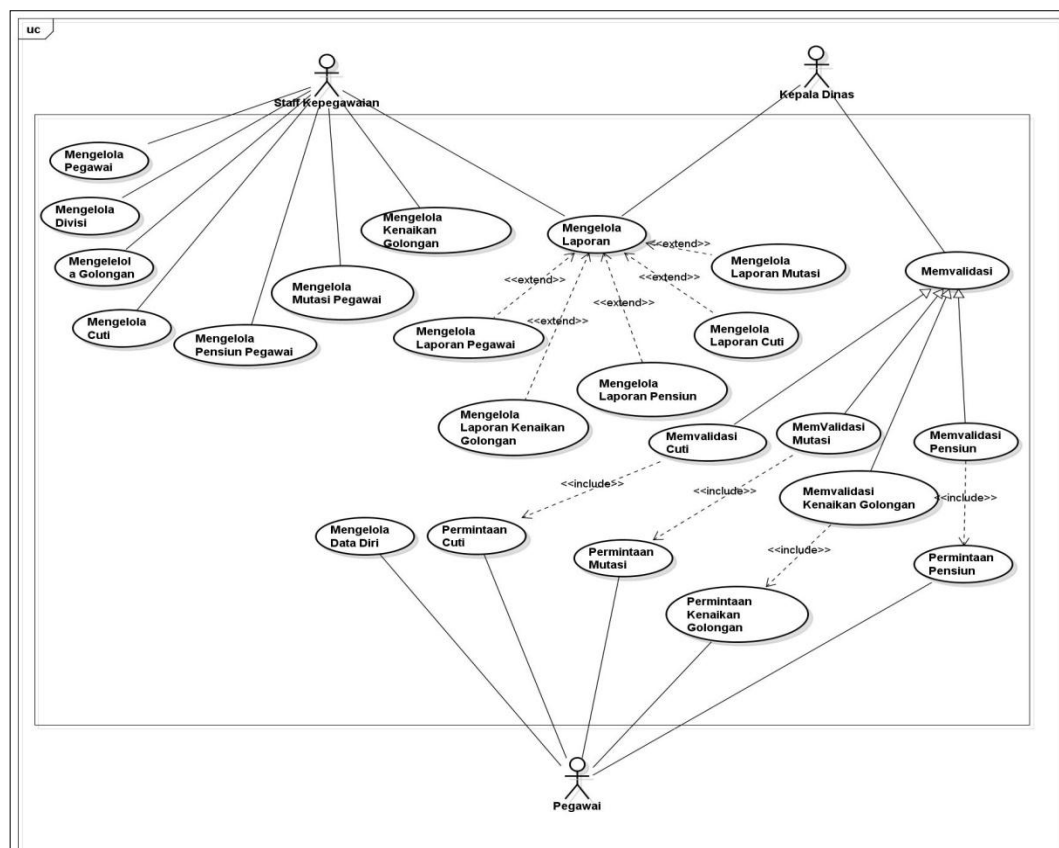 uc
Staff Kepegawaian
Kepala Dinas
Mengelola
Pegawai
Mengelola
Divisi
Mengelelol
a Golongan
Mengelola
Cuti
Mengelola
Pensiun Pegawai
Mengelola
Mutasi Pegawai
Mengelola
Kenaikan
Golongan
Mengelola
Laporan
<<extend>>
Mengelola
Laporan Mutasi
Memvalidasi
<<extend>>
<<extend>>
<<extend>>
<<extend>>
Mengelola
Laporan Pegawai
Mengelola
Laporan Cuti
Mengelola
Laporan Pensiun
Mengelola
Laporan Kenaikan
Golongan
Memvalidasi
Cuti
MemValidasi
Mutasi
Memvalidasi
Pensiun
Memvalidasi
Kenaikan Golongan
<<include>>
<<include>>
<<include>>
<<include>>
Mengelola
Data Diri
Permintaan
Cuti
Permintaan
Mutasi
Permintaan
Kenaikan
Golongan
Permintaan
Pensiun
Pegawai